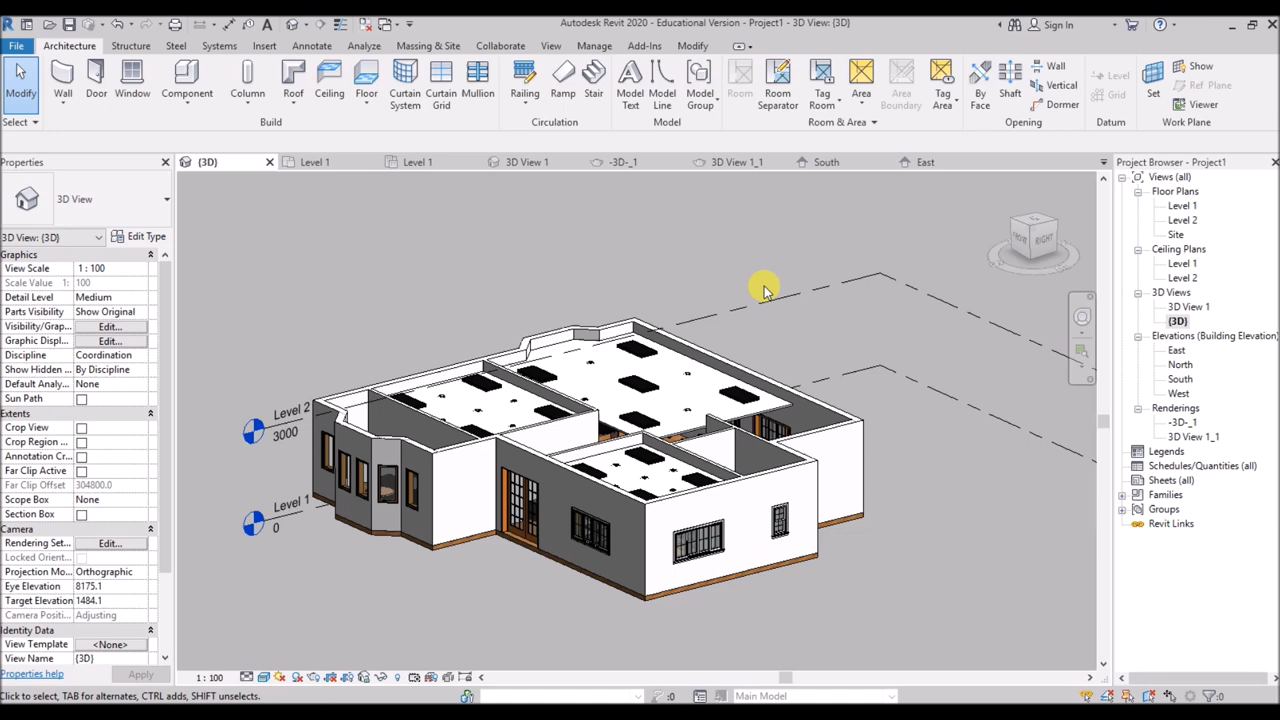 Autodesk Revit 2020 - Educational Version - Project1 - 3D View: {3D}
Sign In
File Architecture Structure Steel Systems Insert Annotate Analyze Massing & Site Collaborate View Manage Add-Ins Modify
Modify Wall Door Window Component Column Roof Ceiling Floor Curtain System Curtain Grid Mullion Railing Ramp Stair Model Text Model Line Model Group Room Room Separator Tag Room Area Area Boundary Tag Area By Face Shaft Wall Vertical Dormer Level Grid Set Show Ref Plane Viewer
Select Build Circulation Model Room & Area Opening Datum Work Plane
{3D} Level 1 Level 1 3D View 1 -3D-_1 3D View 1_1 South East
Properties
3D View
3D View: {3D} Edit Type
Graphics
View Scale 1 : 100
Scale Value 1: 100
Detail Level Medium
Parts Visibility Show Original
Visibility/Grap... Edit...
Graphic Displ... Edit...
Discipline Coordination
Show Hidden ... By Discipline
Default Analy... None
Sun Path
Extents
Crop View
Crop Region ...
Annotation Cr...
Far Clip Active
Far Clip Offset 304800.0
Scope Box None
Section Box
Camera
Rendering Set... Edit...
Locked Orient...
Projection Mo... Orthographic
Eye Elevation 8175.1
Target Elevation 1484.1
Camera Positi... Adjusting
Identity Data
View Template <None>
View Name {3D}
Properties help Apply
Level 2
3000
Level 1
0
FRONT RIGHT
Project Browser - Project1
Views (all)
Floor Plans
Level 1
Level 2
Site
Ceiling Plans
Level 1
Level 2
3D Views
3D View 1
{3D}
Elevations (Building Elevation)
East
North
South
West
Renderings
-3D-_1
3D View 1_1
Legends
Schedules/Quantities (all)
Sheets (all)
Families
Groups
Revit Links
1 : 100
Click to select, TAB for alternates, CTRL adds, SHIFT unselects.
:0 Main Model :0